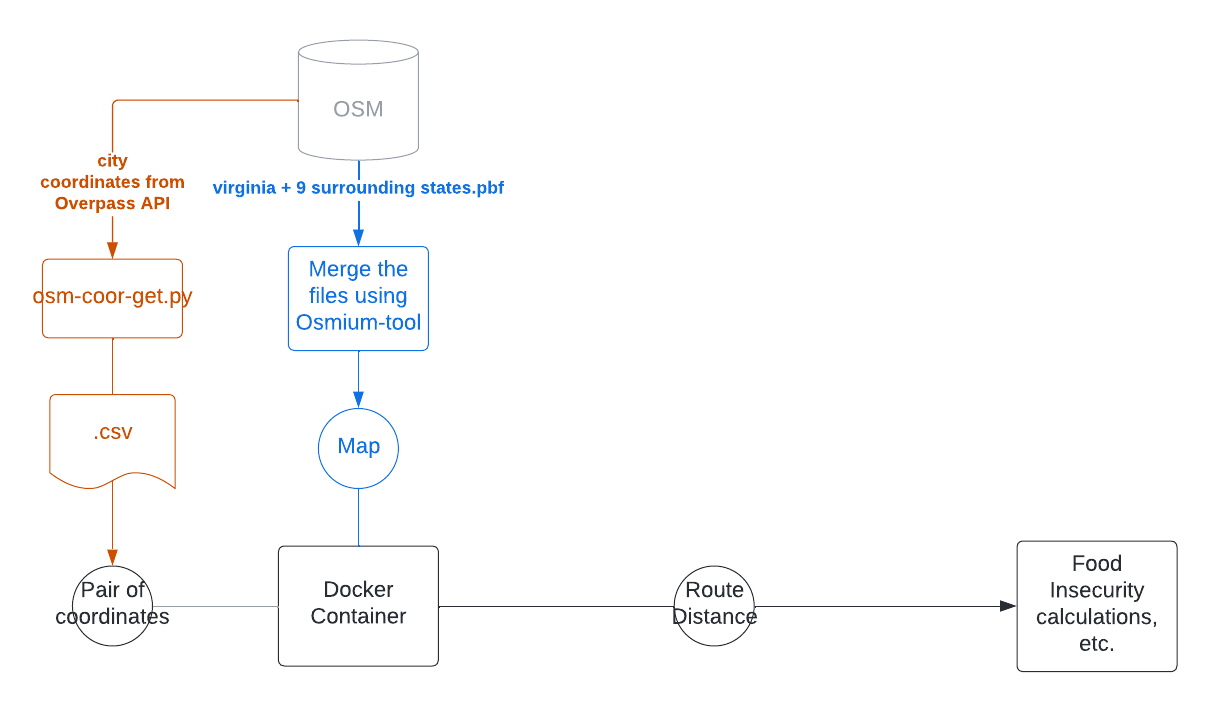 OSM
city
coordinates from
Overpass API
virginia + 9 surrounding states.pbf
osm-coor-get.py
Merge the
files using
Osmium-tool
.csv
Map
Pair of
coordinates
Docker
Container
Route
Distance
Food
Insecurity
calculations,
etc.